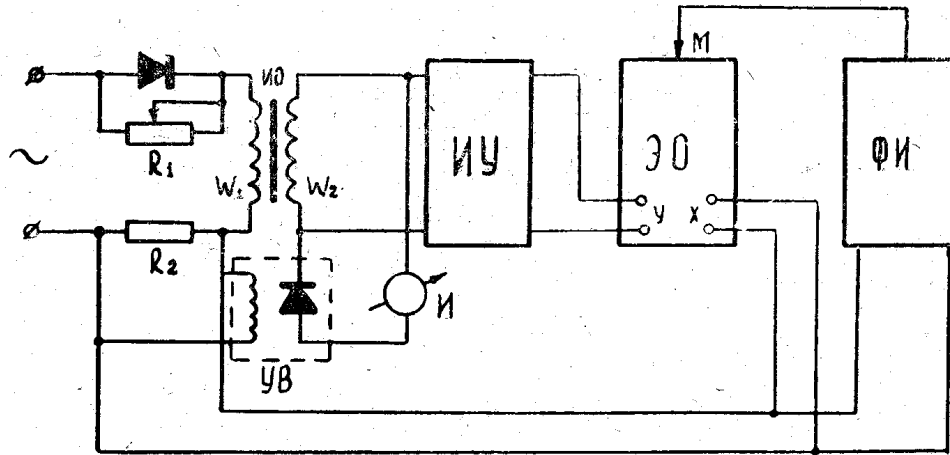 М
ИО
ИУ
ЭО
ФИ
~
R1
W1
W2
У
Х
R2
И
УВ